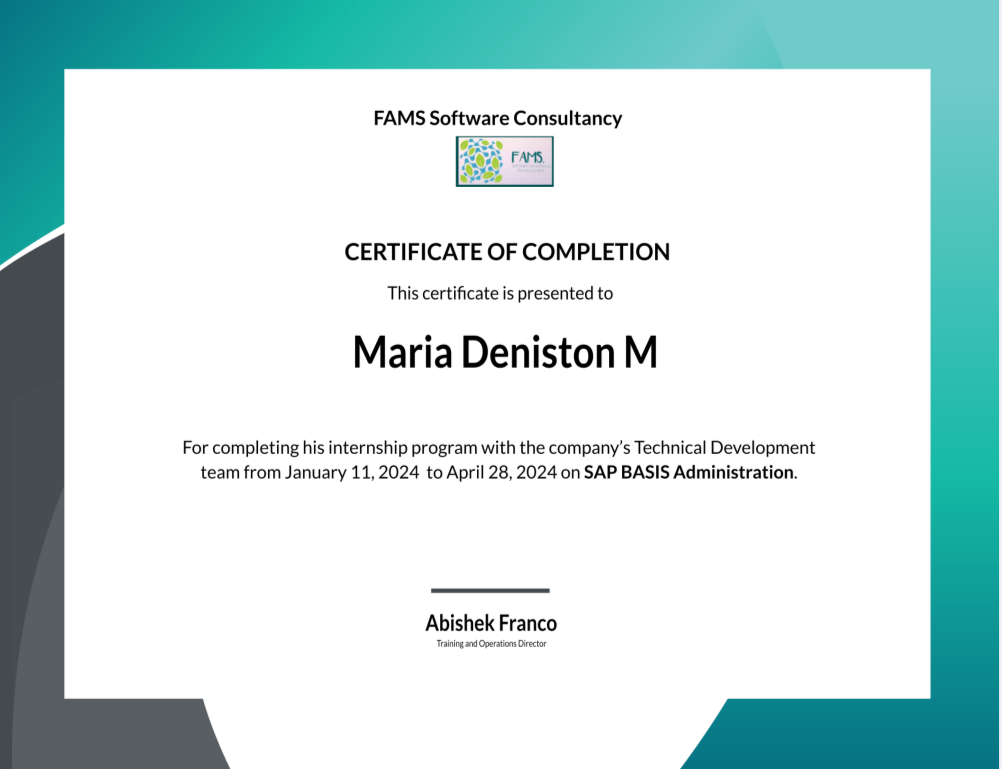 FAMS Software Consultancy
FAMS.
CERTIFICATE OF COMPLETION
This certificate is presented to
Maria Deniston M
For completing his internship program with the company’s Technical Development
team from January 11, 2024 to April 28, 2024 on SAP BASIS Administration.
Abishek Franco
Training and Operations Director